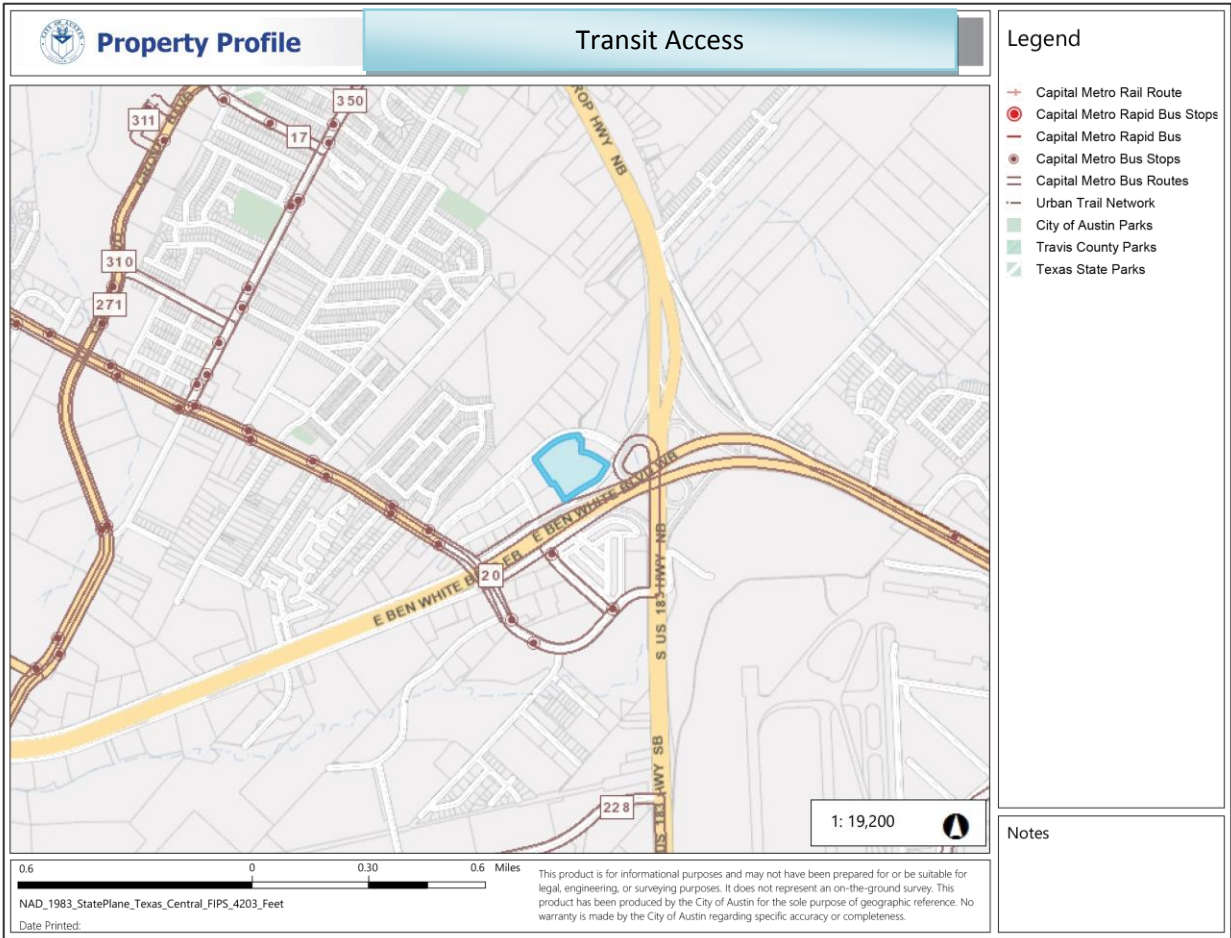 CITY OF AUSTIN
Property Profile
Transit Access
Legend
Capital Metro Rail Route
Capital Metro Rapid Bus Stops
Capital Metro Rapid Bus
Capital Metro Bus Stops
Capital Metro Bus Routes
Urban Trail Network
City of Austin Parks
Travis County Parks
Texas State Parks
350
311
17
ROP HWY NB
310
271
E BEN WHITE BLVD WB
E BEN WHITE EB
20
S US 183 HWY NB
US 183 HWY SB
228
1: 19,200
Notes
0.6 0 0.30 0.6 Miles
NAD_1983_StatePlane_Texas_Central_FIPS_4203_Feet
Date Printed:
This product is for informational purposes and may not have been prepared for or be suitable for
legal, engineering, or surveying purposes. It does not represent an on-the-ground survey. This
product has been produced by the City of Austin for the sole purpose of geographic reference. No
warranty is made by the City of Austin regarding specific accuracy or completeness.